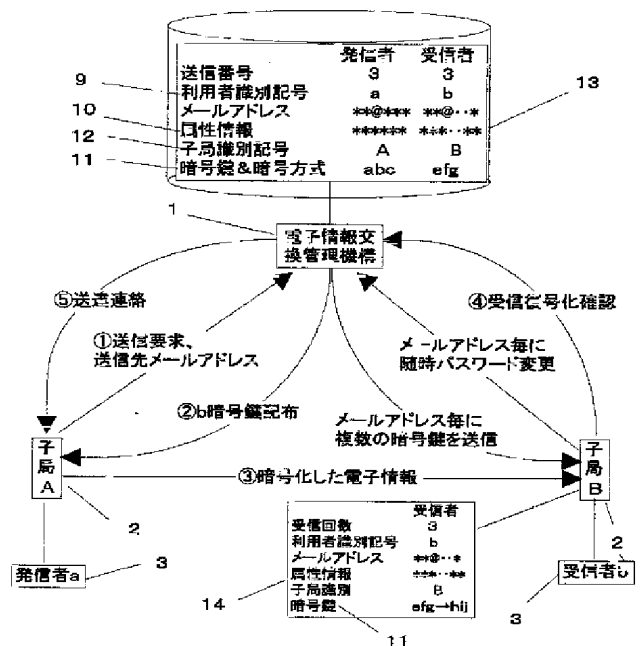 発信者 受信者
送信番号 3 3
9 利用者識別記号 a b
メールアドレス **@*** **@··*
10 属性情報 ****** ***··**
12 子局識別記号 A B
11 暗号鍵&暗号方式 abc efg
13
1
電子情報交
換管理機構
⑤送達連絡
④受信復号化確認
①送信要求、
送信先メールアドレス
メールアドレス毎に
随時パスワード変更
②b暗号鍵配布
メールアドレス毎に
複数の暗号鍵を送信
子局A
③暗号化した電子情報
子局B
2
2
発信者a
3
受信者b
3
受信者
受信回数 3
利用者識別記号 b
メールアドレス **@··*
属性情報 ***··**
子局識別 B
暗号鍵 efg→hij
14
11